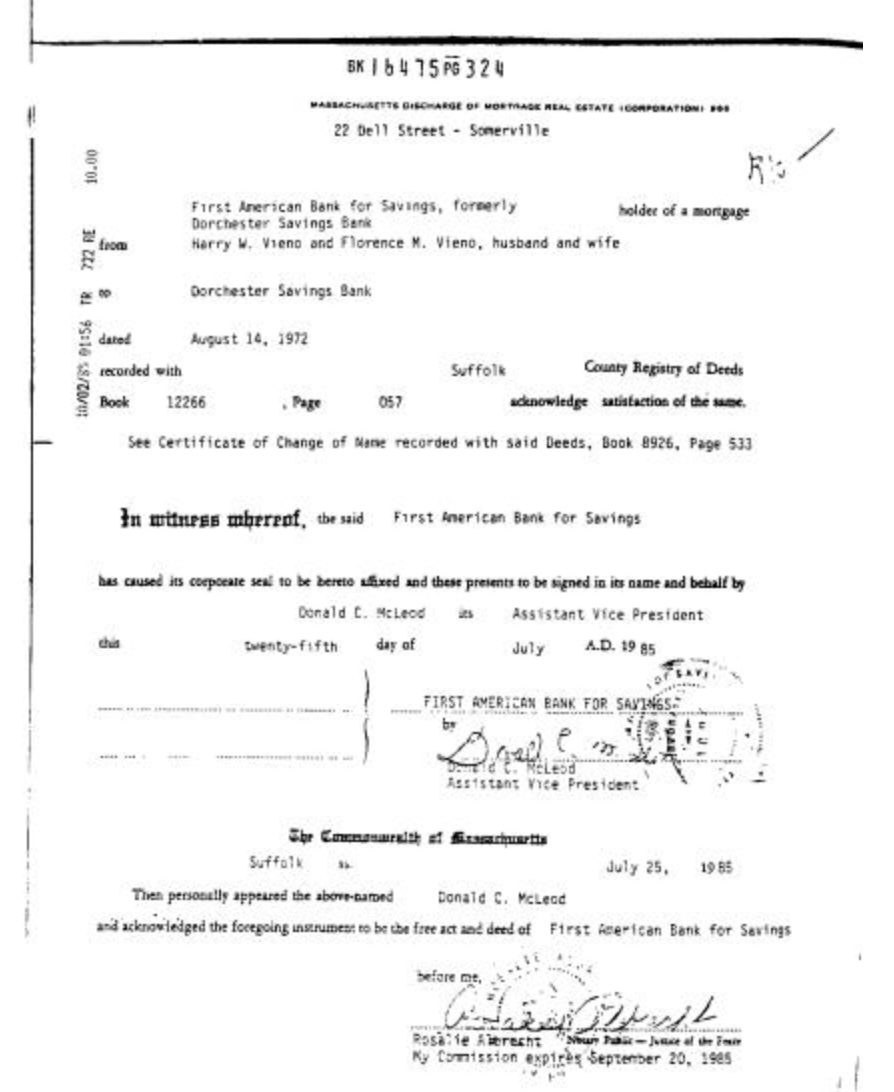 BK 16475 PG 324
MASSACHUSETTS DISCHARGE OF MORTGAGE REAL ESTATE (CORPORATION)
22 Dell Street - Somerville
10/02/85 01:56 TR 722 RE 10.00
First American Bank for Savings, formerly
Dorchester Savings Bank
holder of a mortgage
from Harry W. Vieno and Florence M. Vieno, husband and wife
to Dorchester Savings Bank
dated August 14, 1972
recorded with Suffolk County Registry of Deeds
Book 12266 , Page 057 acknowledge satisfaction of the same.
See Certificate of Change of Name recorded with said Deeds, Book 8926, Page 533
In witness whereof, the said First American Bank for Savings
has caused its corporate seal to be hereto affixed and these presents to be signed in its name and behalf by
Donald C. McLeod its Assistant Vice President
this twenty-fifth day of July A.D. 19 85
FIRST AMERICAN BANK FOR SAVINGS
by
Donald C. McLeod
Assistant Vice President
The Commonwealth of Massachusetts
Suffolk ss. July 25, 1985
Then personally appeared the above-named Donald C. McLeod
and acknowledged the foregoing instrument to be the free act and deed of First American Bank for Savings
before me,
Rosalie Albrecht Notary Public — Justice of the Peace
My Commission expires September 20, 1985